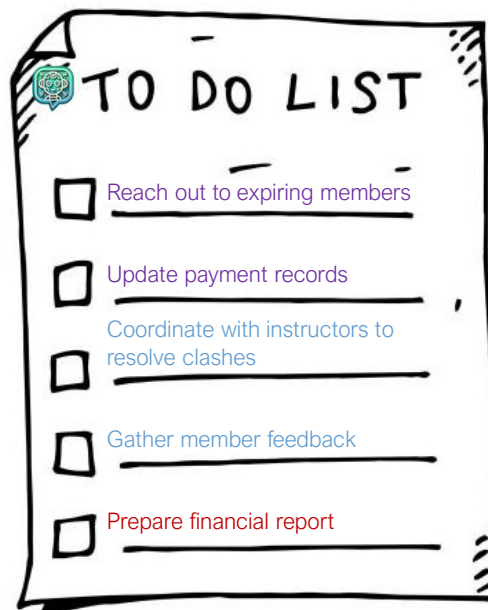 TO DO LIST
Reach out to expiring members
Update payment records
Coordinate with instructors to
resolve clashes
Gather member feedback
Prepare financial report